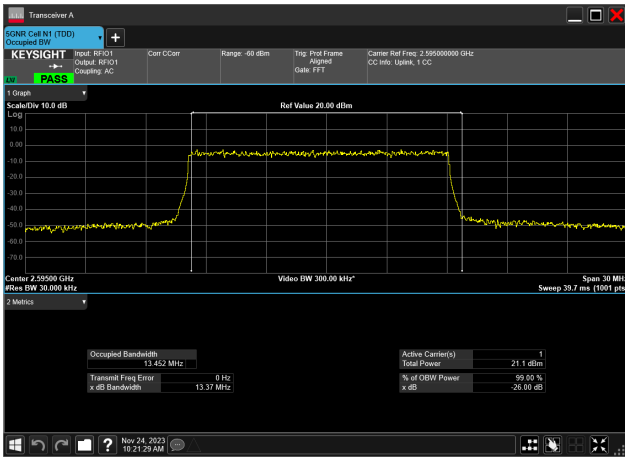 Transceiver A
5GNR Cell N1 (TDD)
Occupied BW
KEYSIGHT
LXI
PASS
Input: RFIO1
Output: RFIO1
Coupling: AC
Corr CCorr
Range: -60 dBm
Trig: Prot Frame
Aligned
Gate: FFT
Carrier Ref Freq: 2.595000000 GHz
CC Info: Uplink, 1 CC
1 Graph
Scale/Div 10.0 dB
Ref Value 20.00 dBm
Log
10.0
0.00
-10.0
-20.0
-30.0
-40.0
-50.0
-60.0
-70.0
Center 2.59500 GHz
Video BW 300.00 kHz*
Span 30 MHz
#Res BW 30.000 kHz
Sweep 39.7 ms (1001 pts
2 Metrics
Occupied Bandwidth
13.452 MHz
Transmit Freq Error 0 Hz
x dB Bandwidth 13.37 MHz
Active Carrier(s) 1
Total Power 21.1 dBm
% of OBW Power 99.00 %
x dB -26.00 dB
Nov 24, 2023
10:21:29 AM